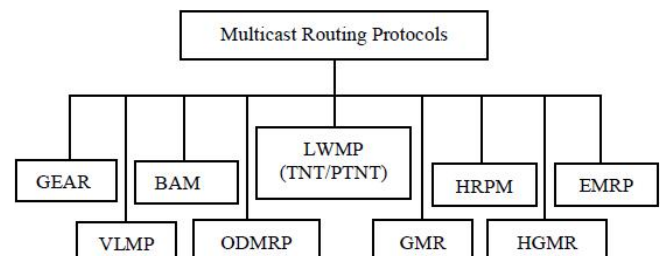 Multicast Routing Protocols
LWMP
(TNT/PTNT)
GEAR
BAM
HRPM
EMRP
VLMP
ODMRP
GMR
HGMR